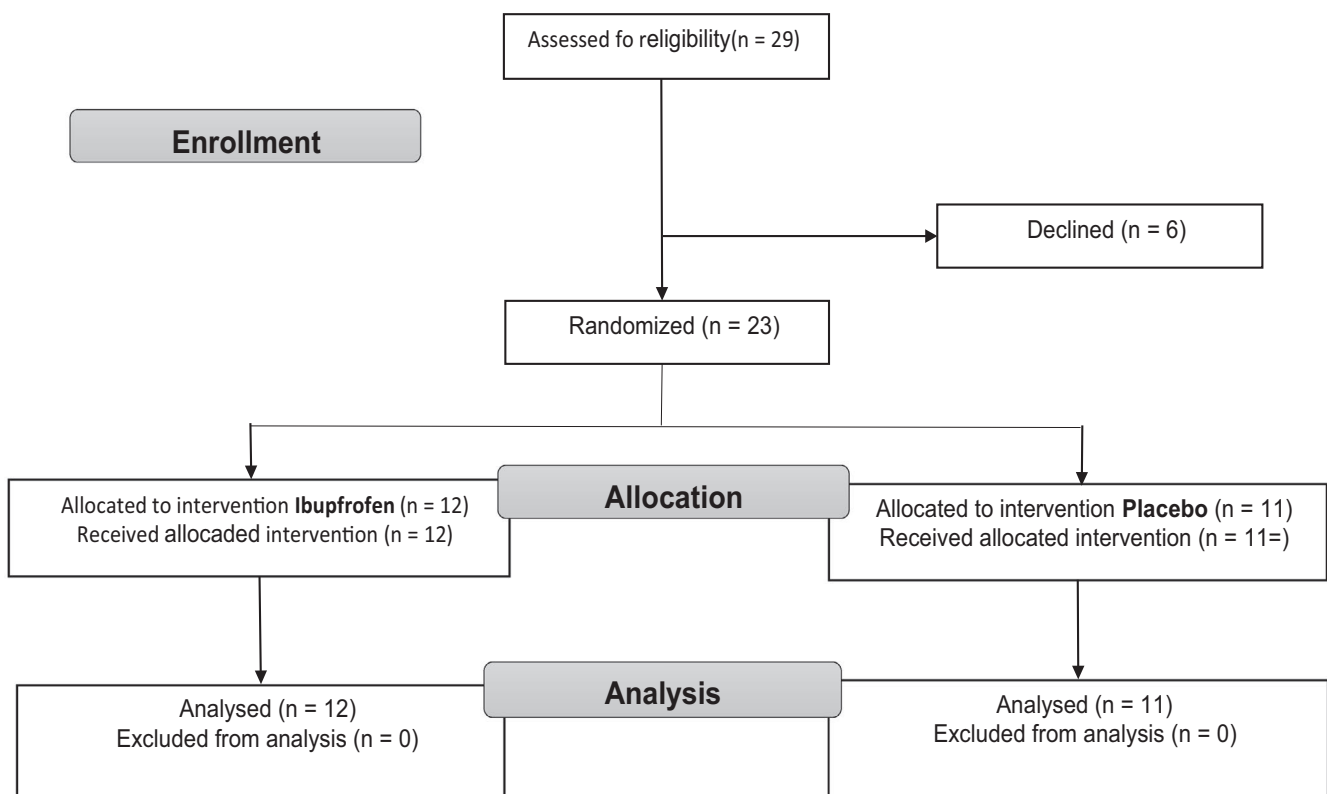 Assessed fo religibility(n = 29)
Enrollment
Declined (n = 6)
Randomized (n = 23)
Allocated to intervention Ibupfrofen (n = 12)
Received allocaded intervention (n = 12)
Allocation
Allocated to intervention Placebo (n = 11)
Received allocated intervention (n = 11=)
Analysed (n = 12)
Excluded from analysis (n = 0)
Analysis
Analysed (n = 11)
Excluded from analysis (n = 0)